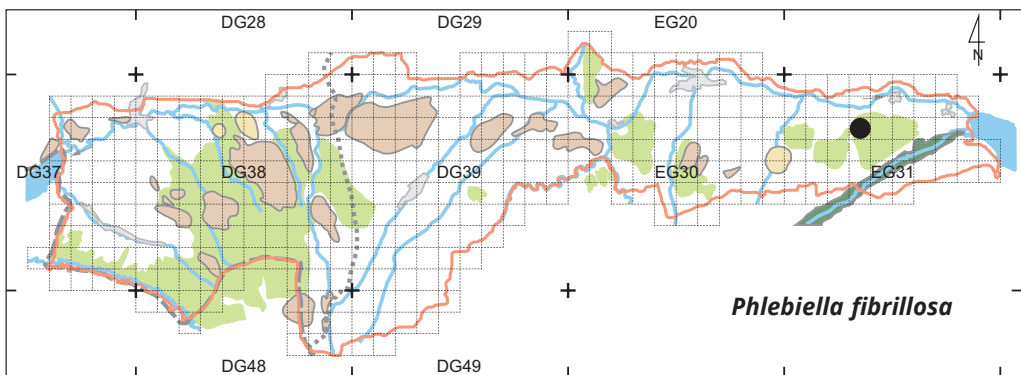 DG28 DG29 EG20
N
DG37 DG38 DG39 EG30 EG31
Phlebiella fibrillosa
DG48 DG49